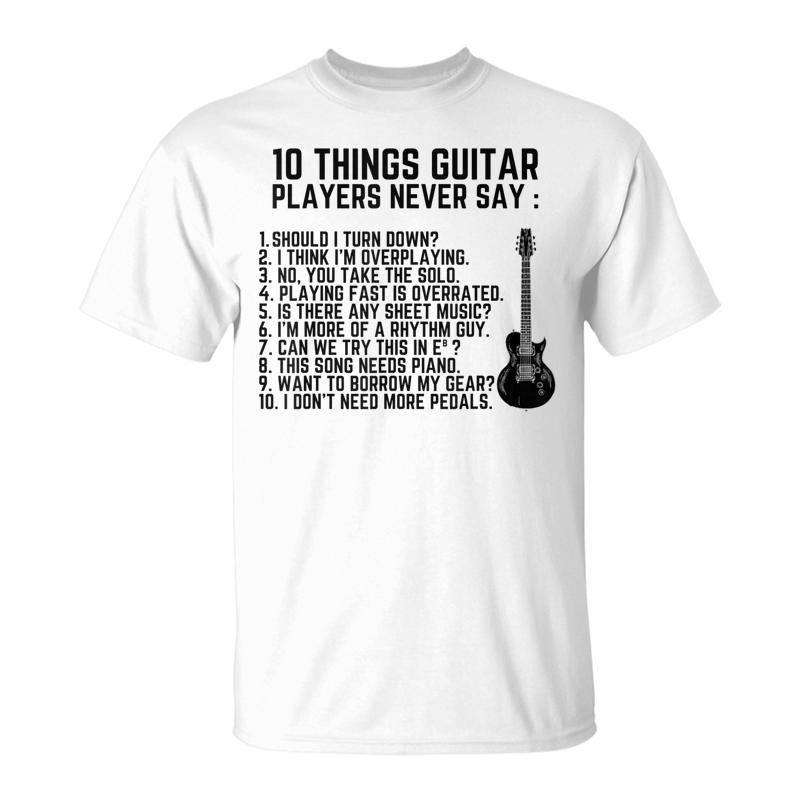 10 THINGS GUITAR
PLAYERS NEVER SAY :
1. SHOULD I TURN DOWN?
2. I THINK I'M OVERPLAYING.
3. NO, YOU TAKE THE SOLO.
4. PLAYING FAST IS OVERRATED.
5. IS THERE ANY SHEET MUSIC?
6. I'M MORE OF A RHYTHM GUY.
7. CAN WE TRY THIS IN Eᴮ ?
8. THIS SONG NEEDS PIANO.
9. WANT TO BORROW MY GEAR?
10. I DON'T NEED MORE PEDALS.